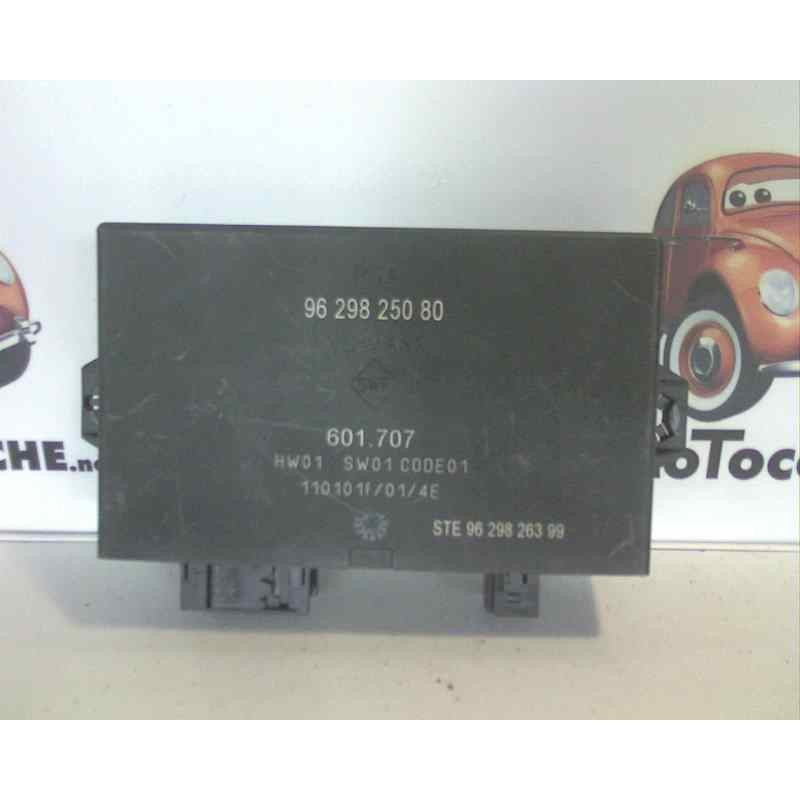 96 298 250 80
SWF
601.707
HW01 SW01 CODE01
110101f/01/4E
STE 96 298 263 99
CHE.n
oToc